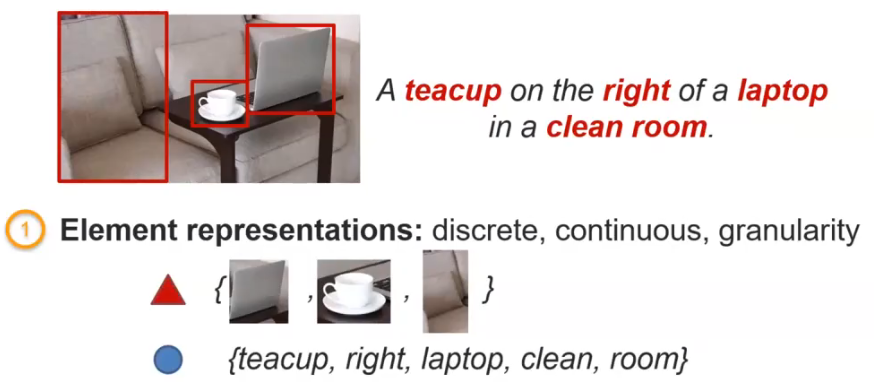 A teacup on the right of a laptop
in a clean room.
1 Element representations: discrete, continuous, granularity
{ , , }
{teacup, right, laptop, clean, room}